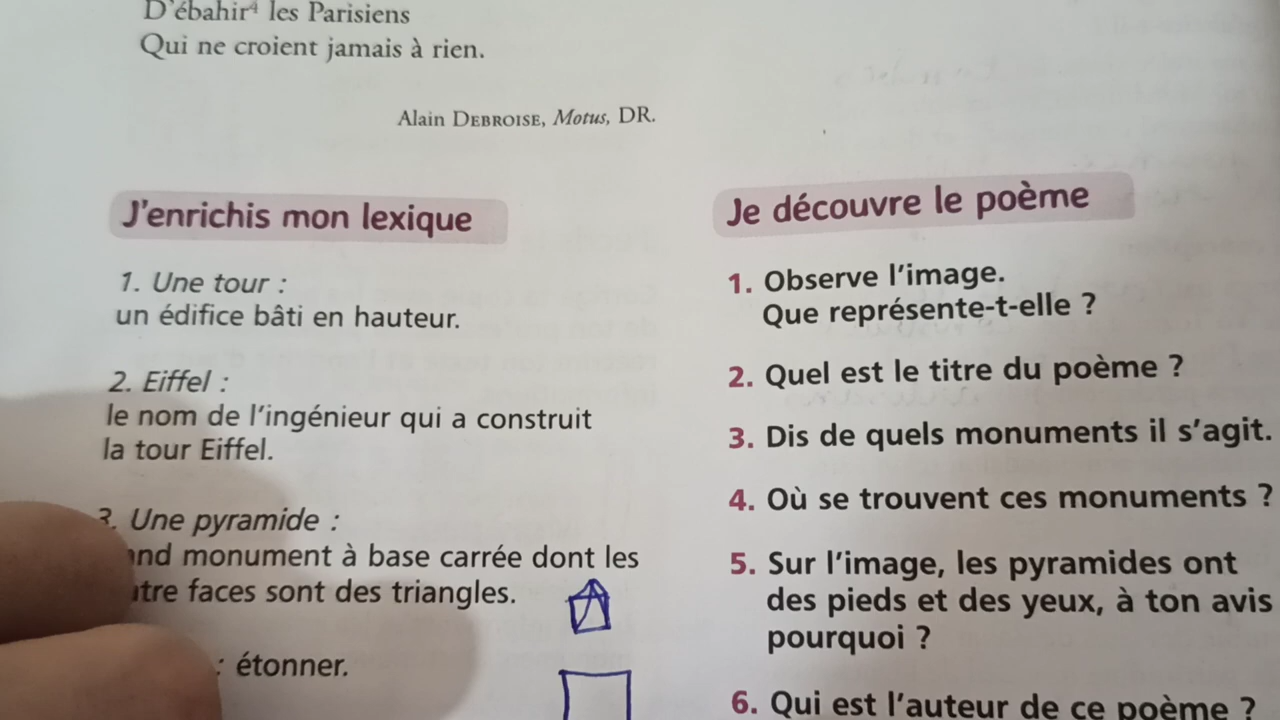 D'ébahir⁴ les Parisiens
Qui ne croient jamais à rien.
Alain DEBROISE, Motus, DR.
J'enrichis mon lexique
1. Une tour :
un édifice bâti en hauteur.
2. Eiffel :
le nom de l'ingénieur qui a construit
la tour Eiffel.
3. Une pyramide :
monument à base carrée dont les
faces sont des triangles.
: étonner.
Je découvre le poème
1. Observe l'image.
Que représente-t-elle ?
2. Quel est le titre du poème ?
3. Dis de quels monuments il s'agit.
4. Où se trouvent ces monuments ?
5. Sur l'image, les pyramides ont
des pieds et des yeux, à ton avis
pourquoi ?
6. Qui est l'auteur de ce poème ?